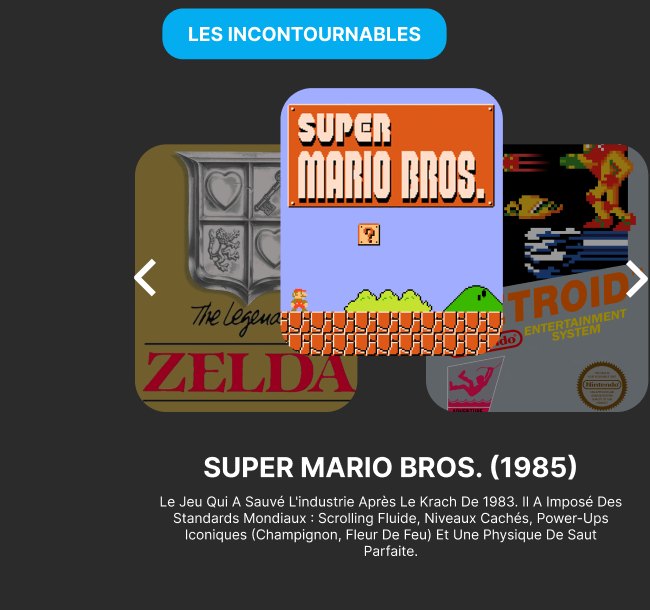 LES INCONTOURNABLES
SUPER
MARIO BROS.
?
The Legend
ZELDA
TROID
ENTERTAINMENT
SYSTEM
Nintendo
SUPER MARIO BROS. (1985)
Le Jeu Qui A Sauvé L'industrie Après Le Krach De 1983. Il A Imposé Des
Standards Mondiaux : Scrolling Fluide, Niveaux Cachés, Power-Ups
Iconiques (Champignon, Fleur De Feu) Et Une Physique De Saut
Parfaite.